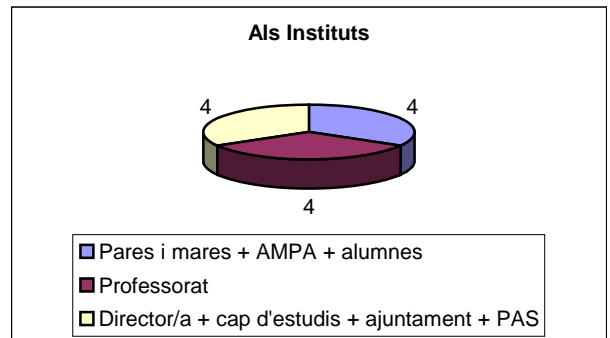 Als Instituts
4 4
4
Pares i mares + AMPA + alumnes
Professorat
Director/a + cap d'estudis + ajuntament + PAS